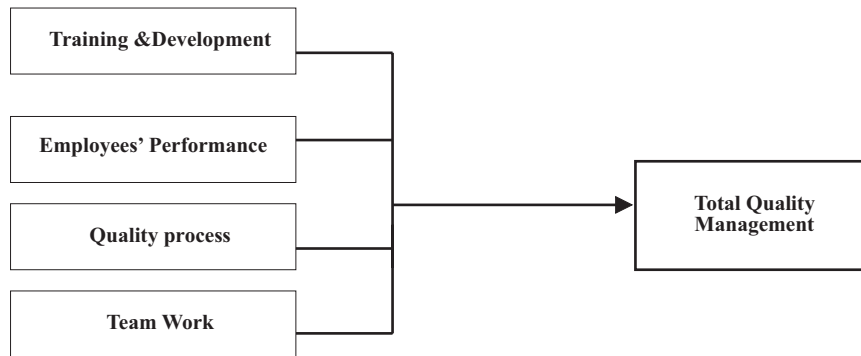 Training &Development
Employees’ Performance
Quality process
Team Work
Total Quality
Management